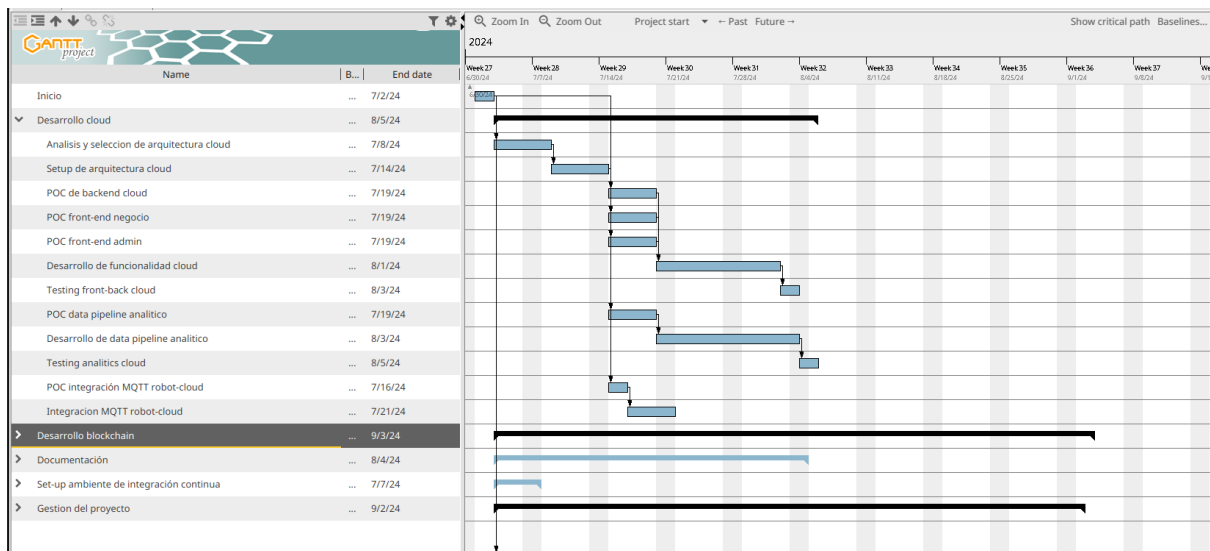 Zoom In Zoom Out Project start ← Past Future → Show critical path Baselines...
GANTT project
2024
Name B... End date
Week 27 Week 28 Week 29 Week 30 Week 31 Week 32 Week 33 Week 34 Week 35 Week 36 Week 37
6/30/24 7/7/24 7/14/24 7/21/24 7/28/24 8/4/24 8/11/24 8/18/24 8/25/24 9/1/24 9/8/24
Inicio ... 7/2/24
Desarrollo cloud ... 8/5/24
Analisis y seleccion de arquitectura cloud ... 7/8/24
Setup de arquitectura cloud ... 7/14/24
POC de backend cloud ... 7/19/24
POC front-end negocio ... 7/19/24
POC front-end admin ... 7/19/24
Desarrollo de funcionalidad cloud ... 8/1/24
Testing front-back cloud ... 8/3/24
POC data pipeline analitico ... 7/19/24
Desarrollo de data pipeline analitico ... 8/3/24
Testing analitics cloud ... 8/5/24
POC integración MQTT robot-cloud ... 7/16/24
Integracion MQTT robot-cloud ... 7/21/24
Desarrollo blockchain ... 9/3/24
Documentación ... 8/4/24
Set-up ambiente de integración continua ... 7/7/24
Gestion del proyecto ... 9/2/24